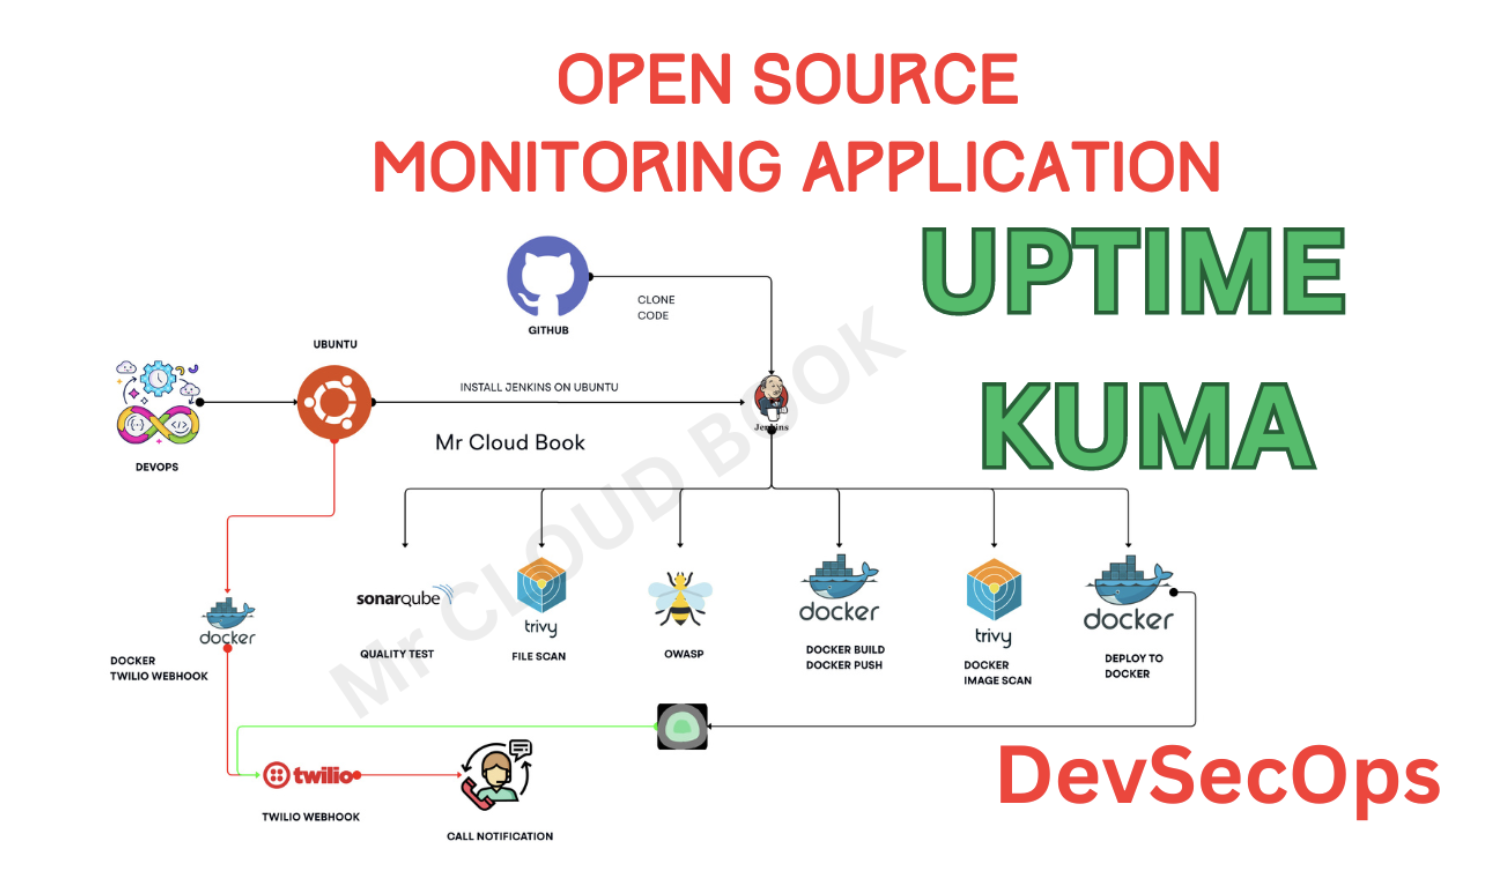 OPEN SOURCE
MONITORING APPLICATION
UPTIME
KUMA
GITHUB
CLONE
CODE
UBUNTU
INSTALL JENKINS ON UBUNTU
Jenkins
DEVOPS
Mr Cloud Book
Mr CLOUD BOOK
docker
DOCKER
TWILIO WEBHOOK
sonarqube
QUALITY TEST
trivy
FILE SCAN
OWASP
docker
DOCKER BUILD
DOCKER PUSH
trivy
DOCKER
IMAGE SCAN
docker
DEPLOY TO
DOCKER
twilio
TWILIO WEBHOOK
CALL NOTIFICATION
DevSecOps